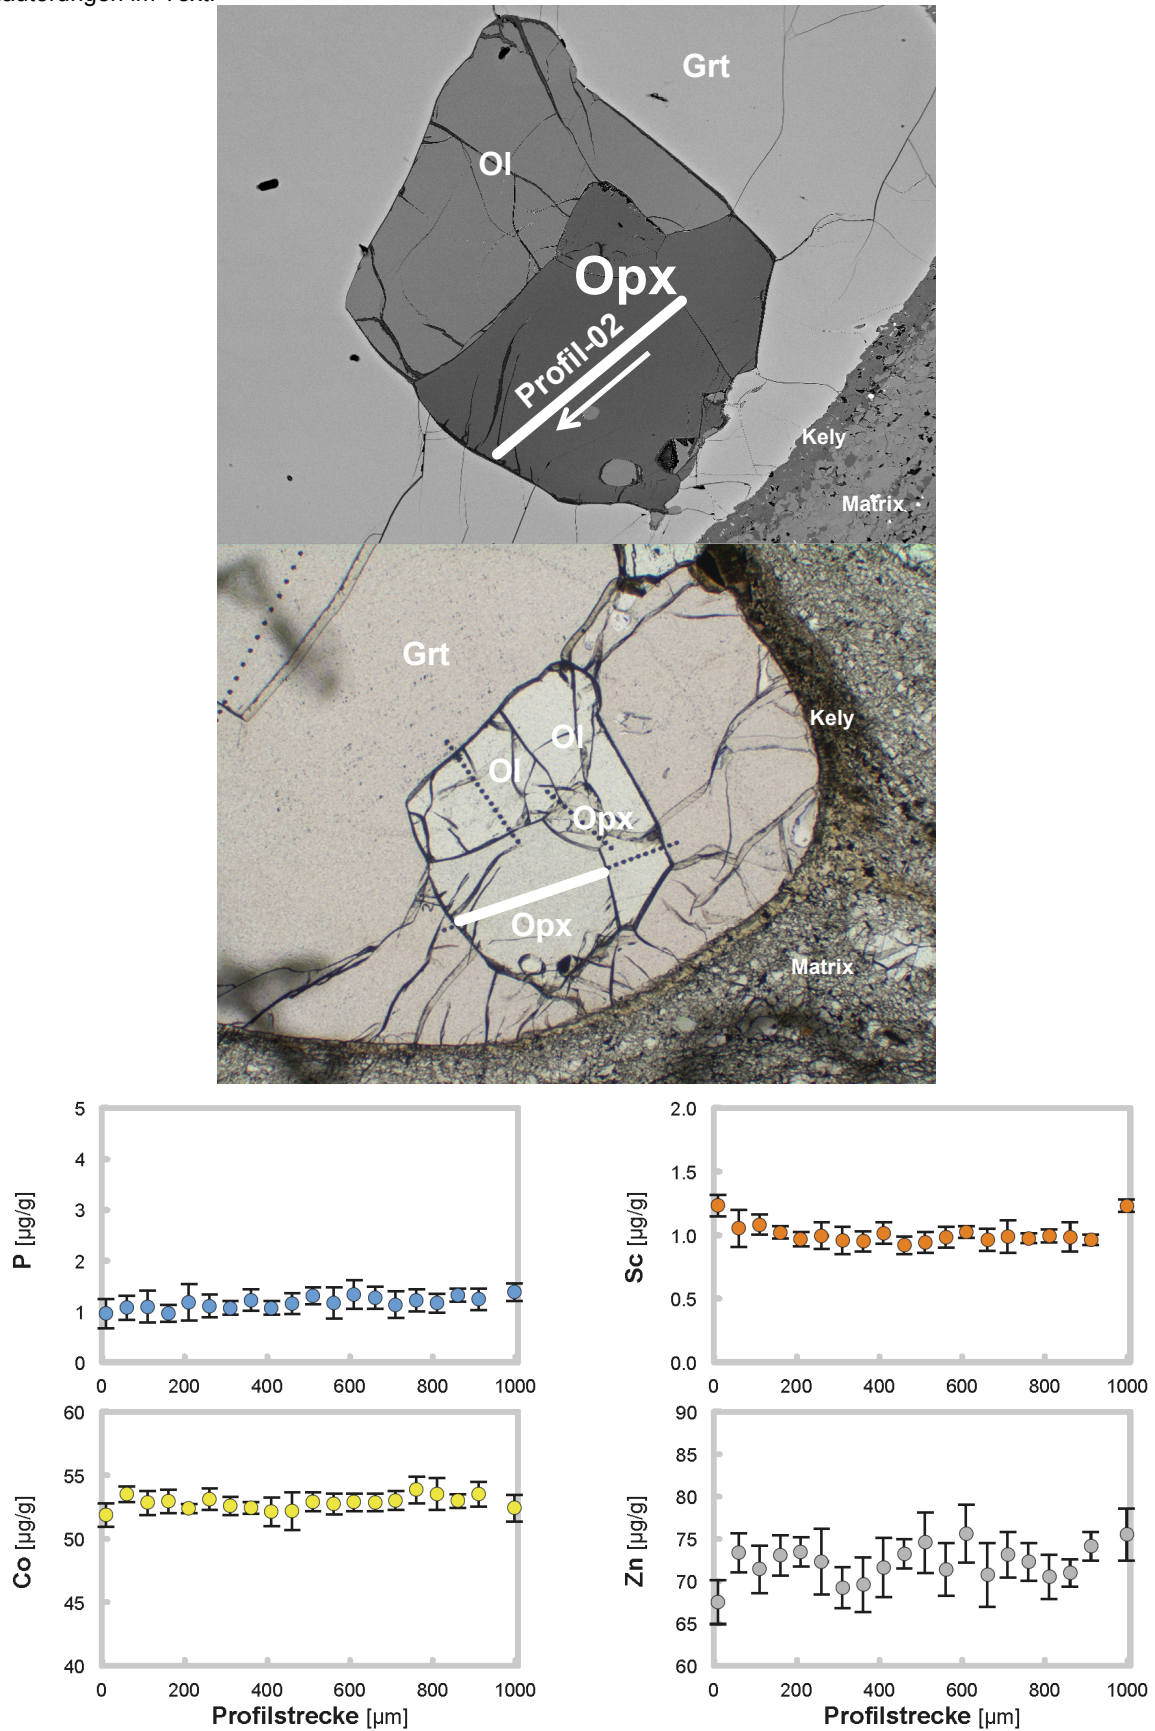 Grt
Ol
Opx
Profil-02
Kely
Matrix
Grt
Kely
Ol
Ol
Opx
Opx
Matrix
5
4
3
2
1
0
P [µg/g]
0 200 400 600 800 1000
2.0
1.5
1.0
0.5
0.0
Sc [µg/g]
0 200 400 600 800 1000
60
55
50
45
40
Co [µg/g]
0 200 400 600 800 1000
Profilstrecke [µm]
90
85
80
75
70
65
60
Zn [µg/g]
0 200 400 600 800 1000
Profilstrecke [µm]